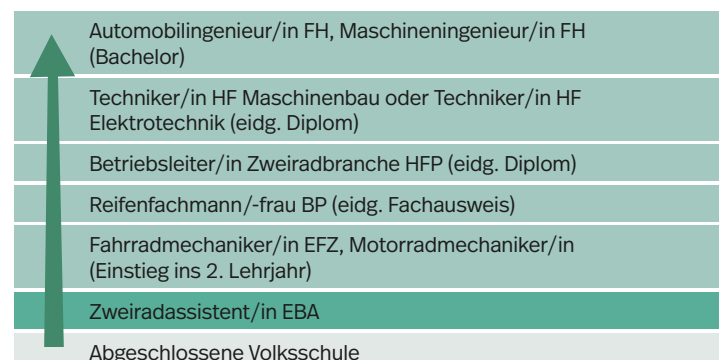 Automobilingenieur/in FH, Maschineningenieur/in FH
(Bachelor)
Techniker/in HF Maschinenbau oder Techniker/in HF
Elektrotechnik (eidg. Diplom)
Betriebsleiter/in Zweiradbranche HFP (eidg. Diplom)
Reifenfachmann/-frau BP (eidg. Fachausweis)
Fahrradmechaniker/in EFZ, Motorradmechaniker/in
(Einstieg ins 2. Lehrjahr)
Zweiradassistent/in EBA
Abgeschlossene Volksschule